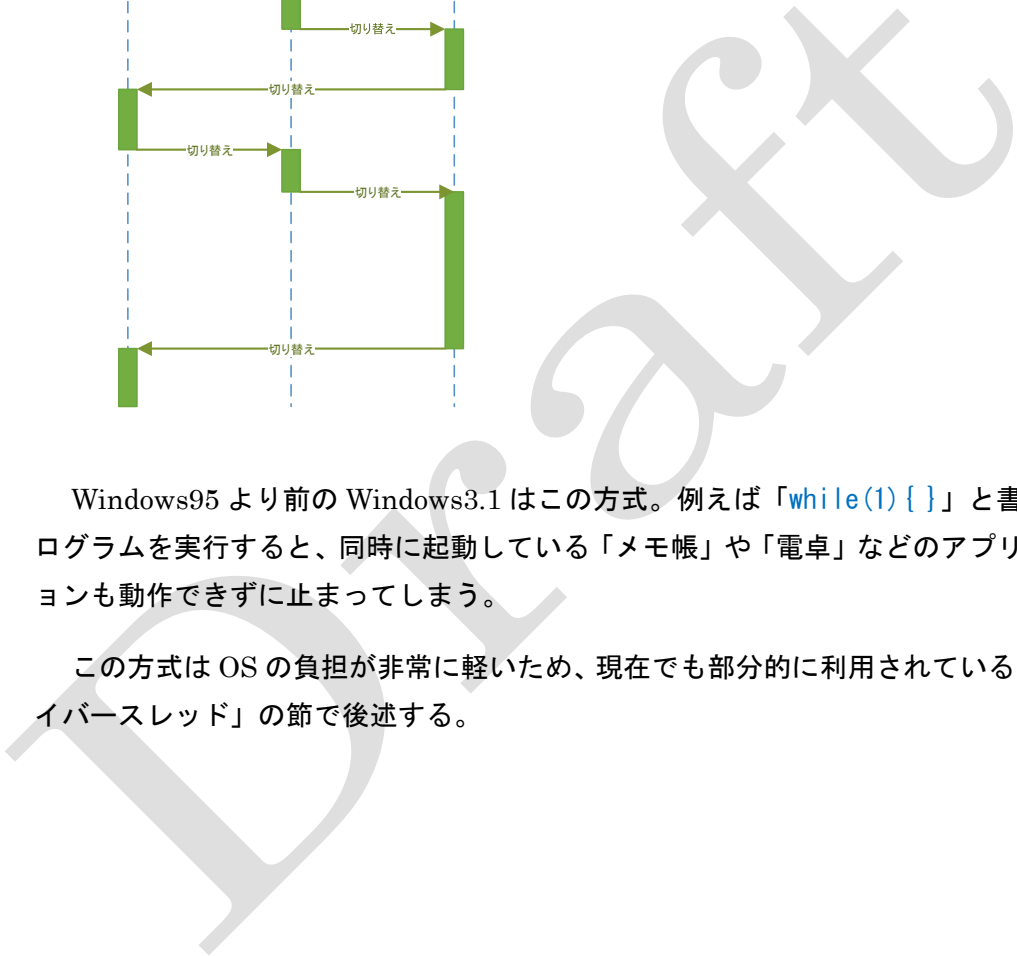 切り替え
切り替え
切り替え
切り替え
切り替え
Windows95 より前の Windows3.1 はこの方式。例えば「while(1){ }」と書
ログラムを実行すると、同時に起動している「メモ帳」や「電卓」などのアプリ
ョンも動作できずに止まってしまう。
この方式は OS の負担が非常に軽いため、現在でも部分的に利用されている
イバースレッド」の節で後述する。
Draft